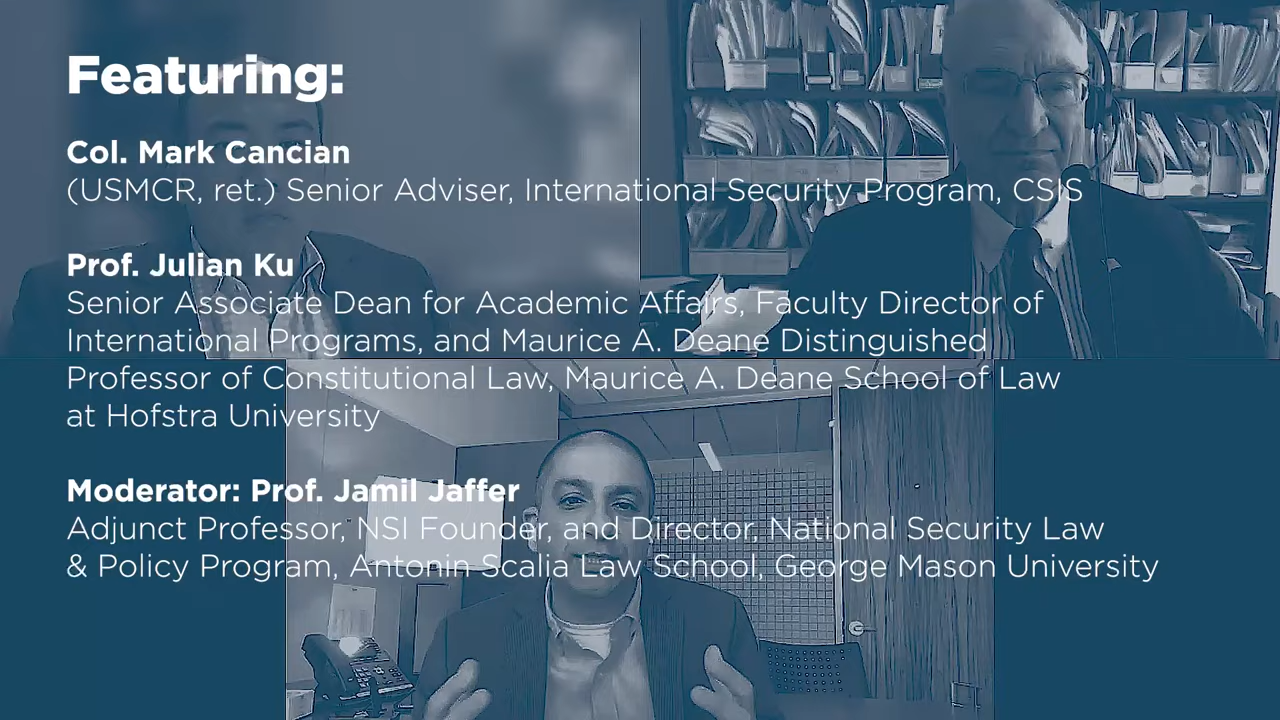 Featuring:
Col. Mark Cancian
(USMCR, ret.) Senior Adviser, International Security Program, CSIS
Prof. Julian Ku
Senior Associate Dean for Academic Affairs, Faculty Director of
International Programs, and Maurice A. Deane Distinguished
Professor of Constitutional Law, Maurice A. Deane School of Law
at Hofstra University
Moderator: Prof. Jamil Jaffer
Adjunct Professor, NSI Founder, and Director, National Security Law
& Policy Program, Antonin Scalia Law School, George Mason University